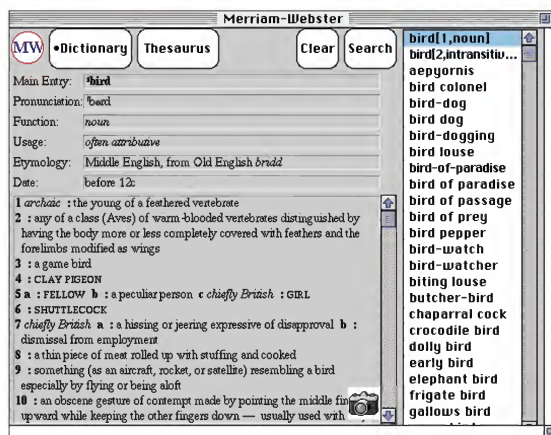 Merriam-Webster
MW
•Dictionary
Thesaurus
Clear
Search
Main Entry: ¹bird
Pronunciation:
Function: noun
Usage: often attributive
Etymology: Middle English, from Old English bridd
Date: before 12c
1 archaic : the young of a feathered vertebrate
2 : any of a class (Aves) of warm-blooded vertebrates distinguished by
having the body more or less completely covered with feathers and the
forelimbs modified as wings
3 : a game bird
4 : CLAY PIGEON
5 a : FELLOW b : a peculiar person c chiefly British : GIRL
6 : SHUTTLECOCK
7 chiefly British a : a hissing or jeering expressive of disapproval b :
dismissal from employment
8 : a thin piece of meat rolled up with stuffing and cooked
9 : something (as an aircraft, rocket, or satellite) resembling a bird
especially by flying or being aloft
10 : an obscene gesture of contempt made by pointing the middle
upward while keeping the other fingers down — usually used with
bird[1,noun]
bird[2,intransitiv...
aepyornis
bird colonel
bird-dog
bird dog
bird-dogging
bird louse
bird-of-paradise
bird of paradise
bird of passage
bird of prey
bird pepper
bird-watch
bird-watcher
biting louse
butcher-bird
chaparral cock
crocodile bird
dolly bird
early bird
elephant bird
frigate bird
gallows bird